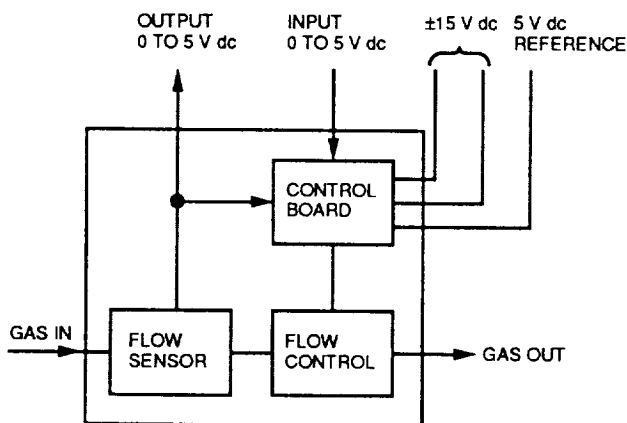 OUTPUT
0 TO 5 V dc
INPUT
0 TO 5 V dc
±15 V dc
5 V dc
REFERENCE
CONTROL
BOARD
GAS IN
FLOW
SENSOR
FLOW
CONTROL
GAS OUT